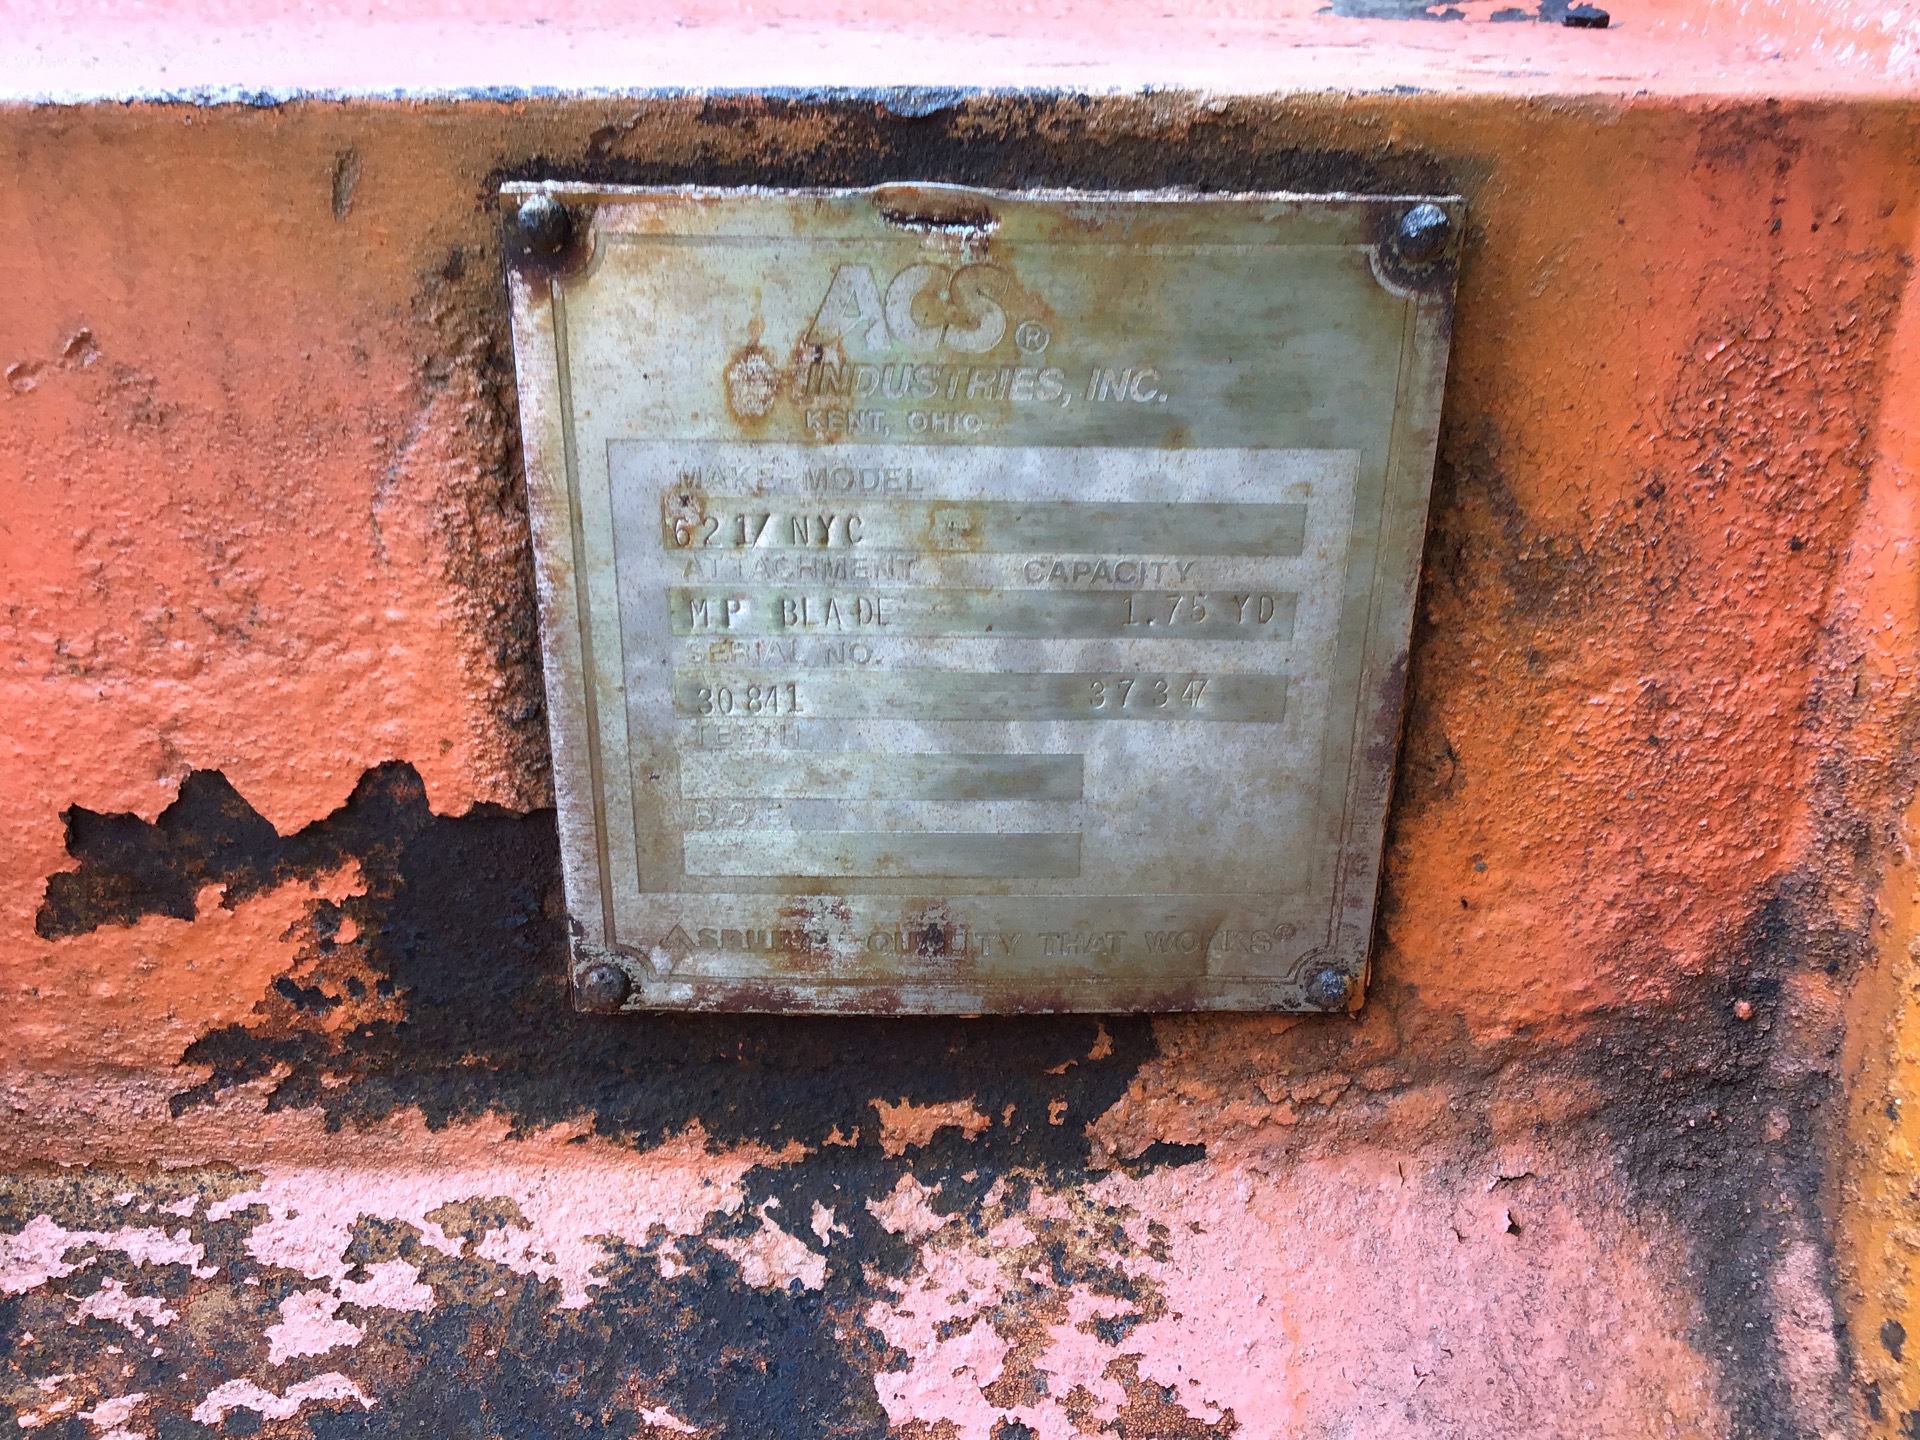 ACS®
INDUSTRIES, INC.
KENT, OHIO
MAKE-MODEL
621/ NYC
ATTACHMENT CAPACITY
MP BLADE 1.75 YD
SERIAL NO.
30841
TEETH
B.O.E
QUALITY THAT WORKS®